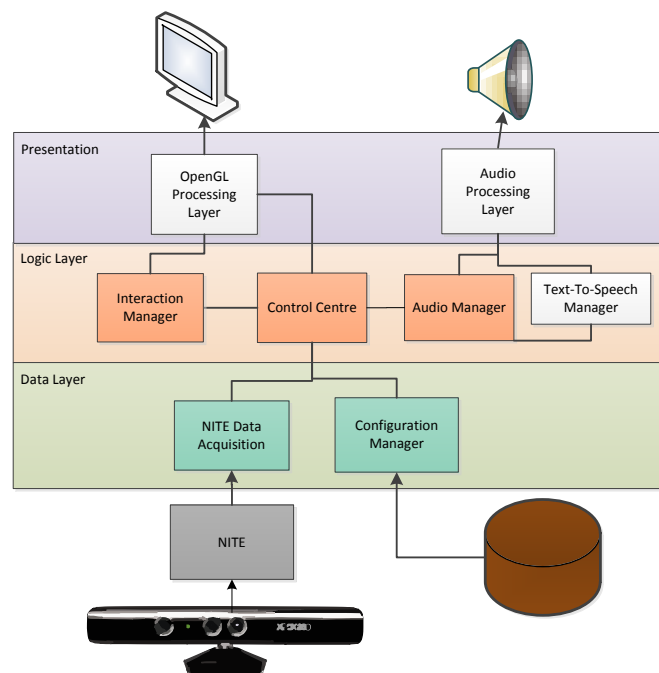 Presentation
OpenGL
Processing
Layer
Audio
Processing
Layer
Logic Layer
Interaction
Manager
Control Centre
Audio Manager
Text-To-Speech
Manager
Data Layer
NITE Data
Acquisition
Configuration
Manager
NITE